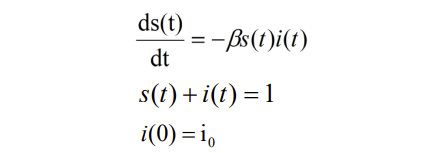 ds(t)/dt = −βs(t)i(t)
s(t) + i(t) = 1
i(0) = i₀